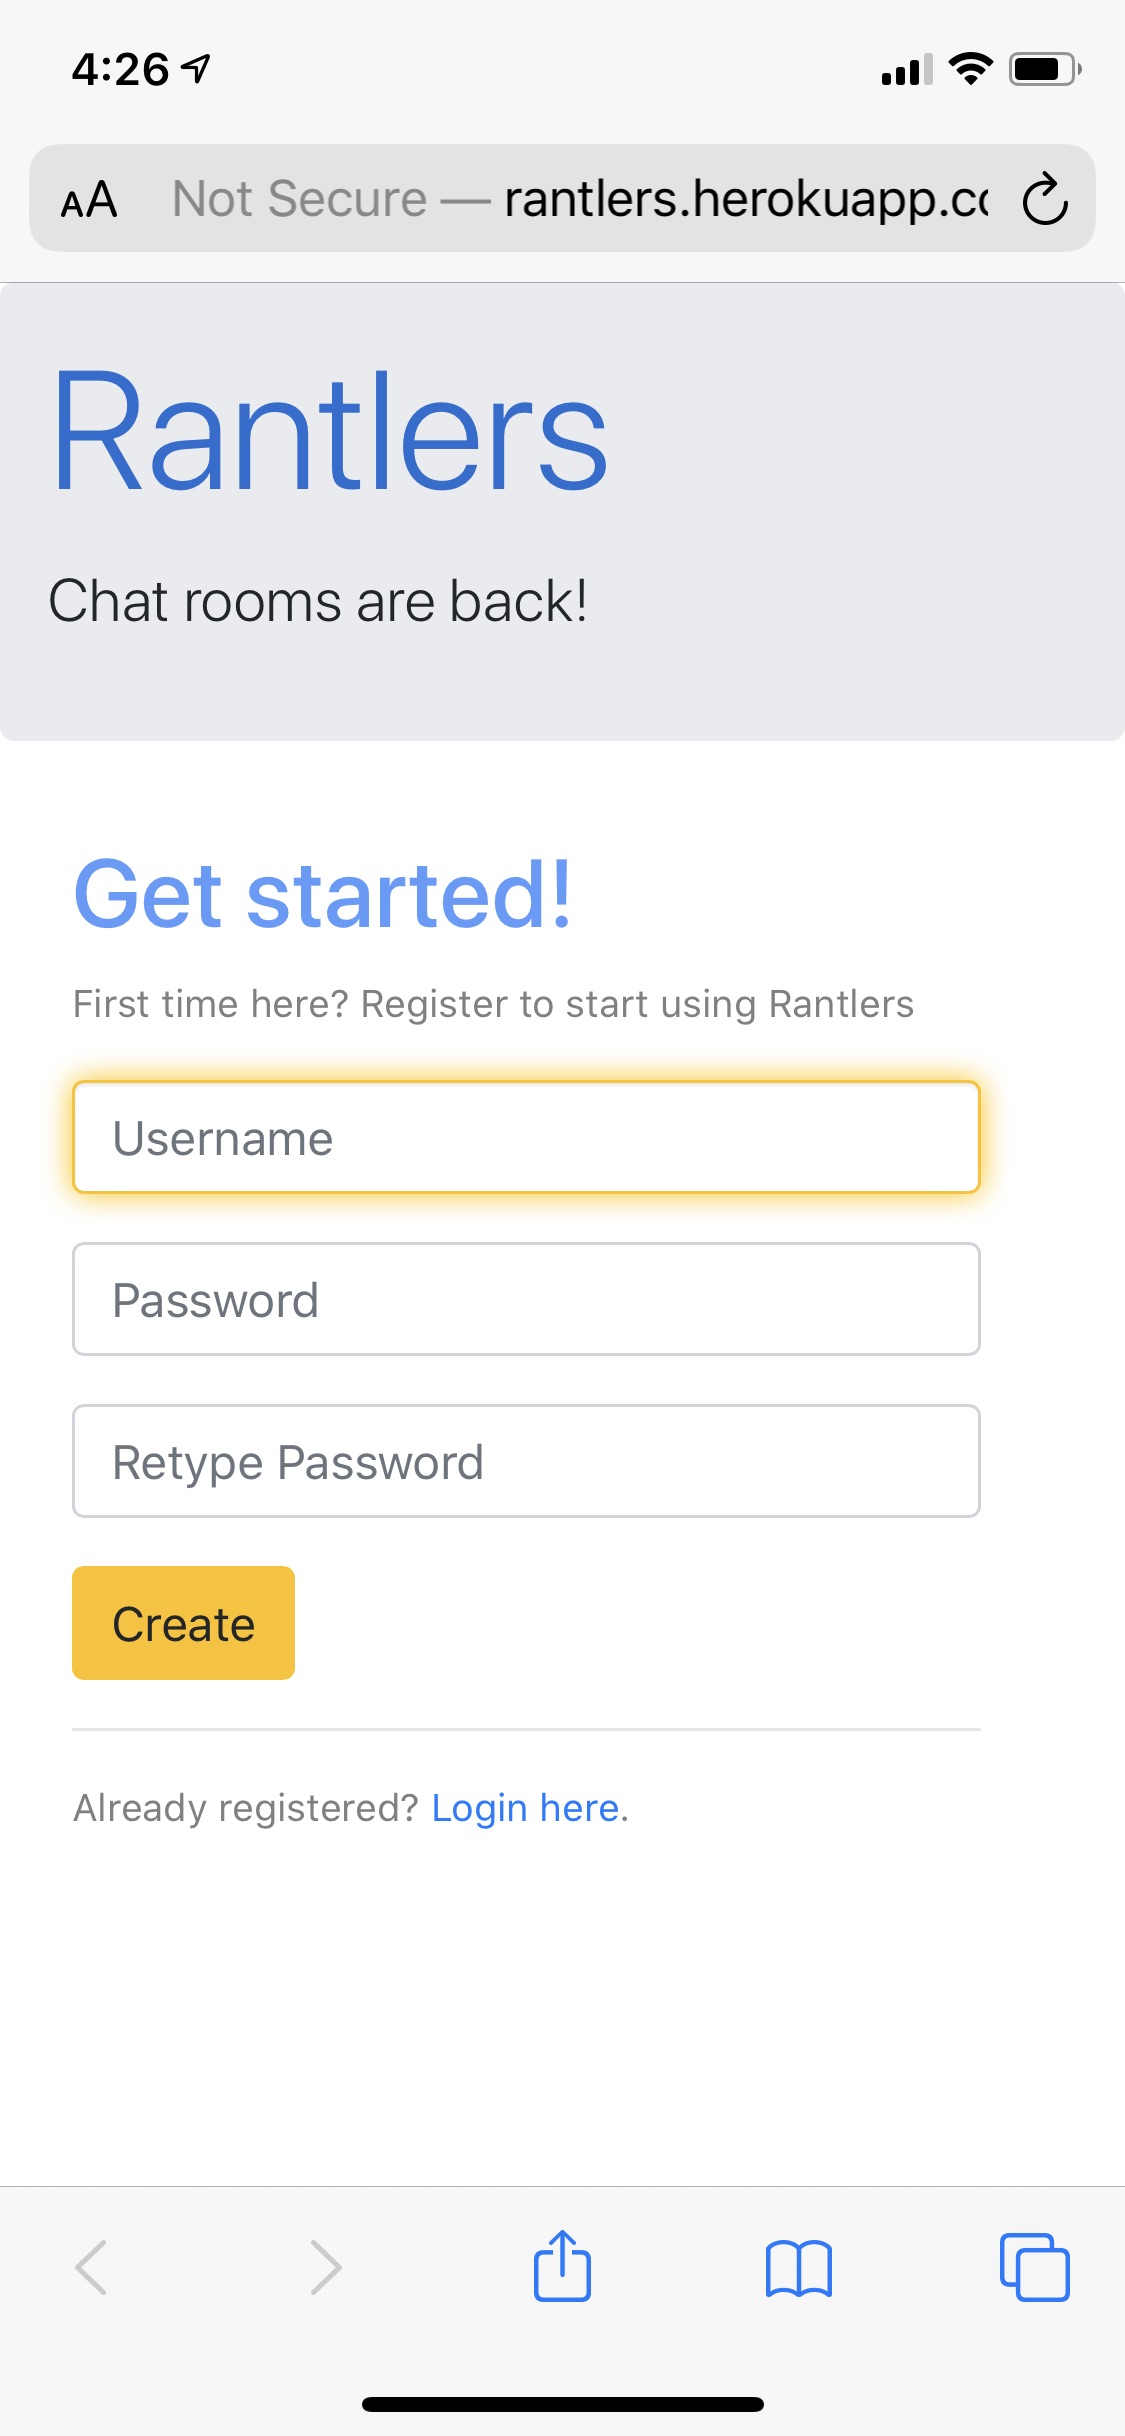 4:26
AA Not Secure — rantlers.herokuapp.co
Rantlers
Chat rooms are back!
Get started!
First time here? Register to start using Rantlers
Username
Password
Retype Password
Create
Already registered? Login here.